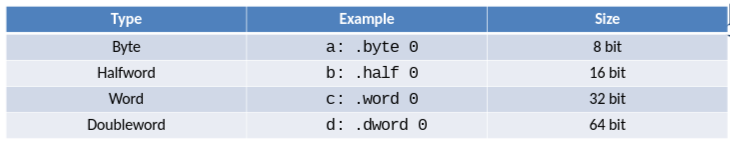 Type Example Size
Byte a: .byte 0 8 bit
Halfword b: .half 0 16 bit
Word c: .word 0 32 bit
Doubleword d: .dword 0 64 bit